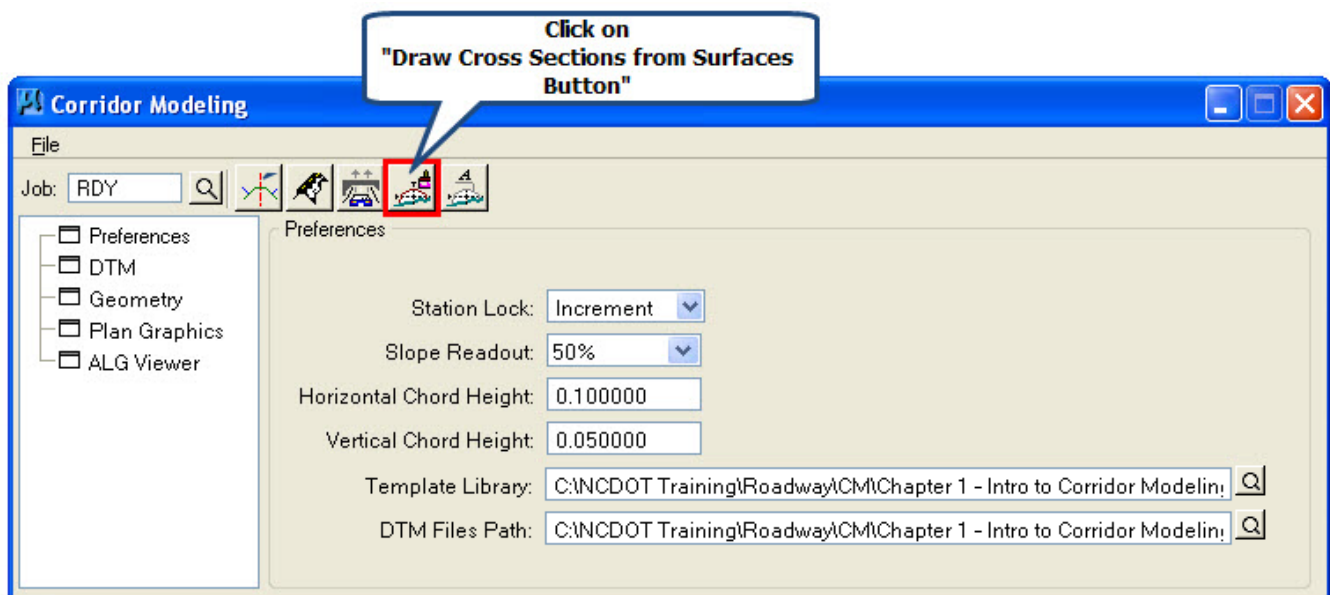 Click on
"Draw Cross Sections from Surfaces
Button"
Corridor Modeling
File
Job: RDY
Preferences
DTM
Geometry
Plan Graphics
ALG Viewer
Preferences
Station Lock: Increment
Slope Readout: 50%
Horizontal Chord Height: 0.100000
Vertical Chord Height: 0.050000
Template Library: C:\NCDOT Training\Roadway\CM\Chapter 1 - Intro to Corridor Modeling
DTM Files Path: C:\NCDOT Training\Roadway\CM\Chapter 1 - Intro to Corridor Modeling